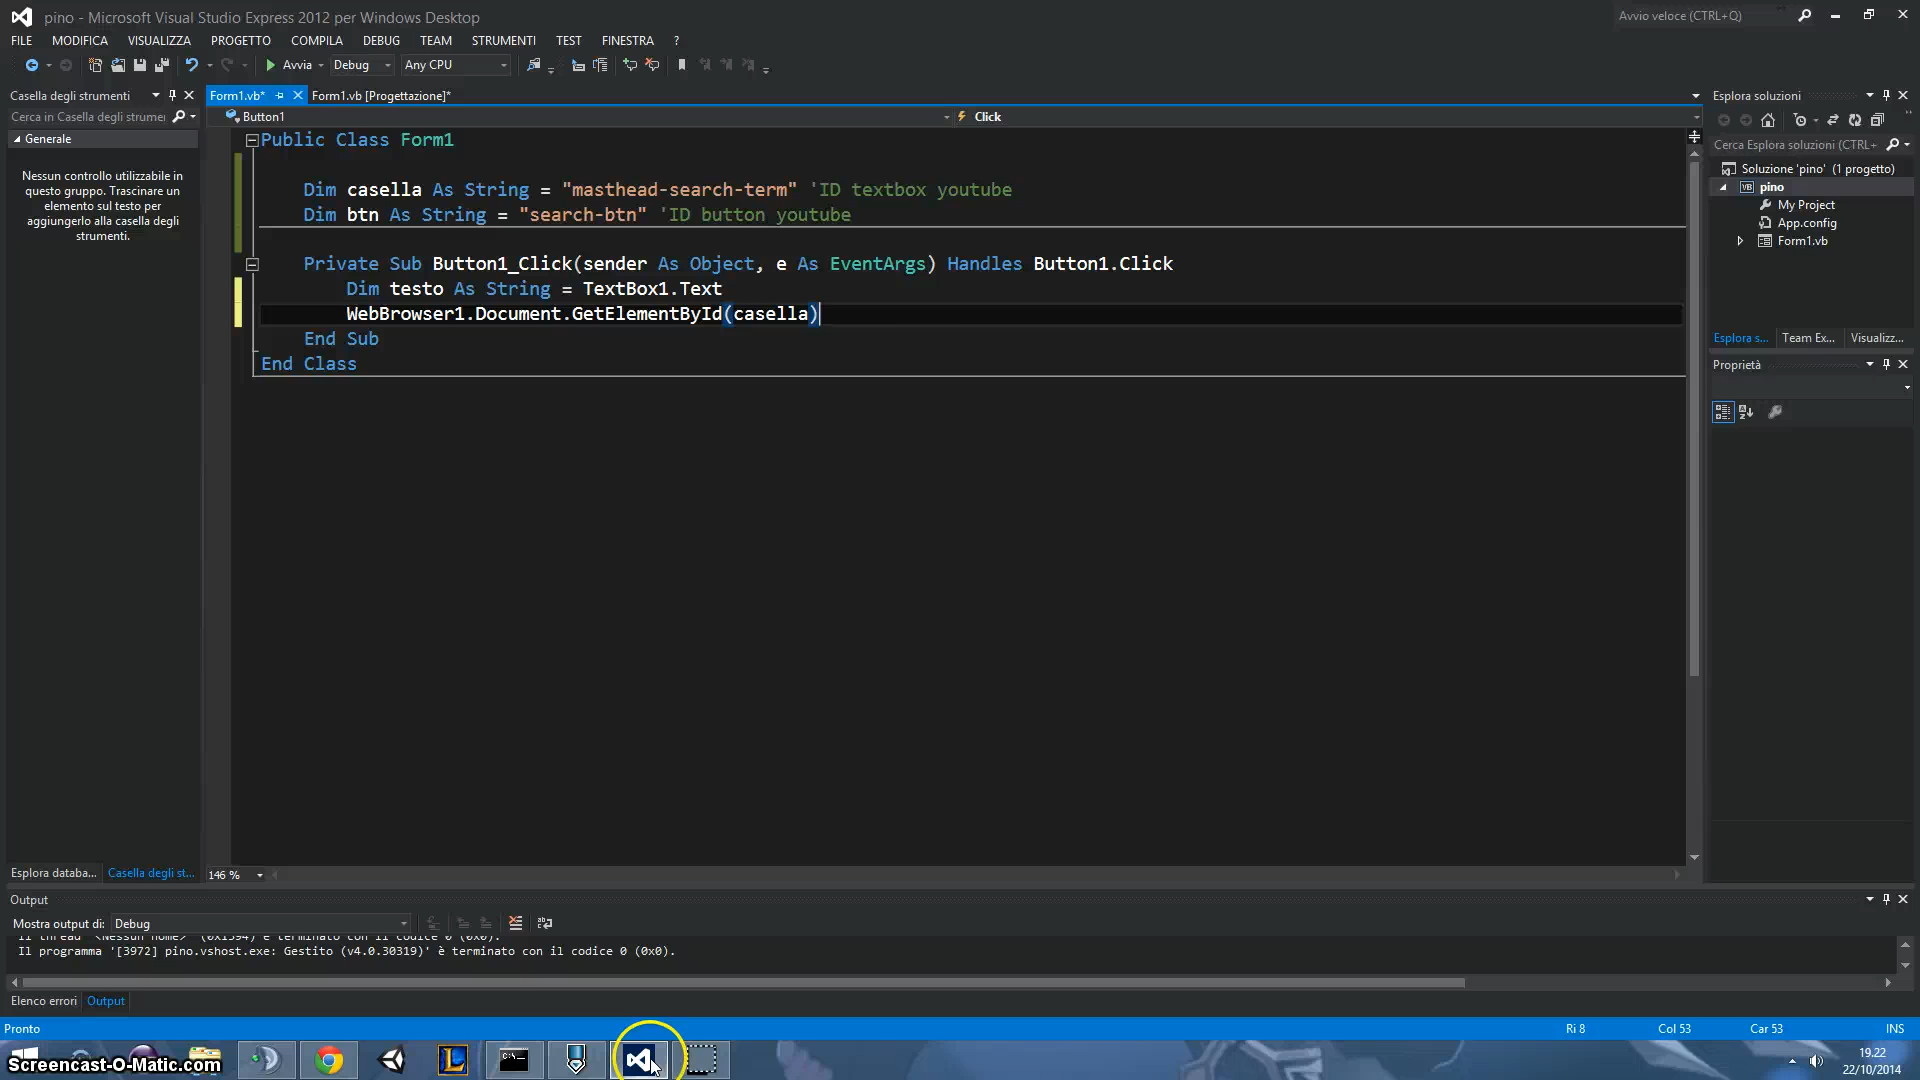 pino - Microsoft Visual Studio Express 2012 per Windows Desktop
Avvio veloce (CTRL+Q)
FILE MODIFICA VISUALIZZA PROGETTO COMPILA DEBUG TEAM STRUMENTI TEST FINESTRA ?
Avvia Debug Any CPU
Casella degli strumenti
Form1.vb* Form1.vb [Progettazione]*
Esplora soluzioni
Cerca in Casella degli strumer
Button1 Click
Generale
Nessun controllo utilizzabile in
questo gruppo. Trascinare un
elemento sul testo per
aggiungerlo alla casella degli
strumenti.
Public Class Form1
Dim casella As String = "masthead-search-term" 'ID textbox youtube
Dim btn As String = "search-btn" 'ID button youtube
Private Sub Button1_Click(sender As Object, e As EventArgs) Handles Button1.Click
Dim testo As String = TextBox1.Text
WebBrowser1.Document.GetElementById(casella)
End Sub
End Class
Cerca Esplora soluzioni (CTRL+
Soluzione 'pino' (1 progetto)
VB pino
My Project
App.config
Form1.vb
Esplora s... Team Ex... Visualizz...
Proprietà
Esplora databa... Casella degli st...
146 %
Output
Mostra output di: Debug
Il thread '<Nessun nome>' (0x1394) è terminato con il codice 0 (0x0).
Il programma '[3972] pino.vshost.exe: Gestito (v4.0.30319)' è terminato con il codice 0 (0x0).
Elenco errori Output
Pronto
Ri 8 Col 53 Car 53 INS
Screencast-O-Matic.com
C:\
19.22
22/10/2014